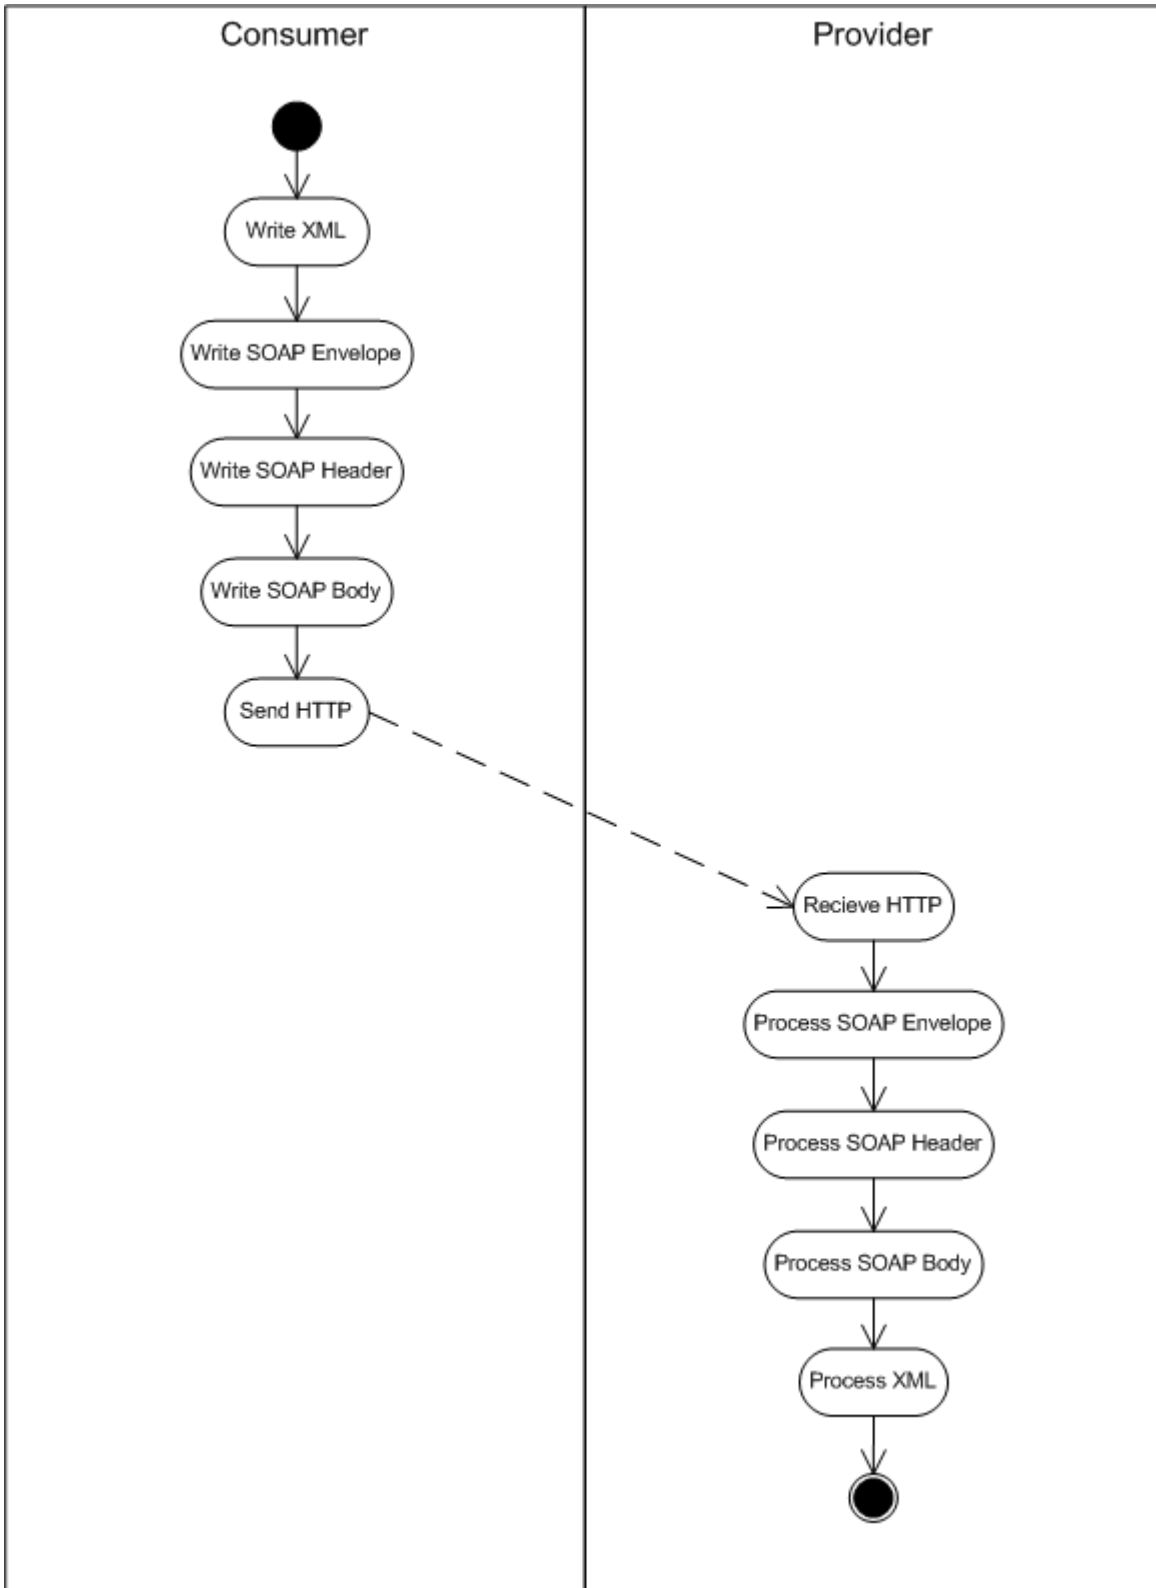 Consumer
Provider
Write XML
Write SOAP Envelope
Write SOAP Header
Write SOAP Body
Send HTTP
Recieve HTTP
Process SOAP Envelope
Process SOAP Header
Process SOAP Body
Process XML